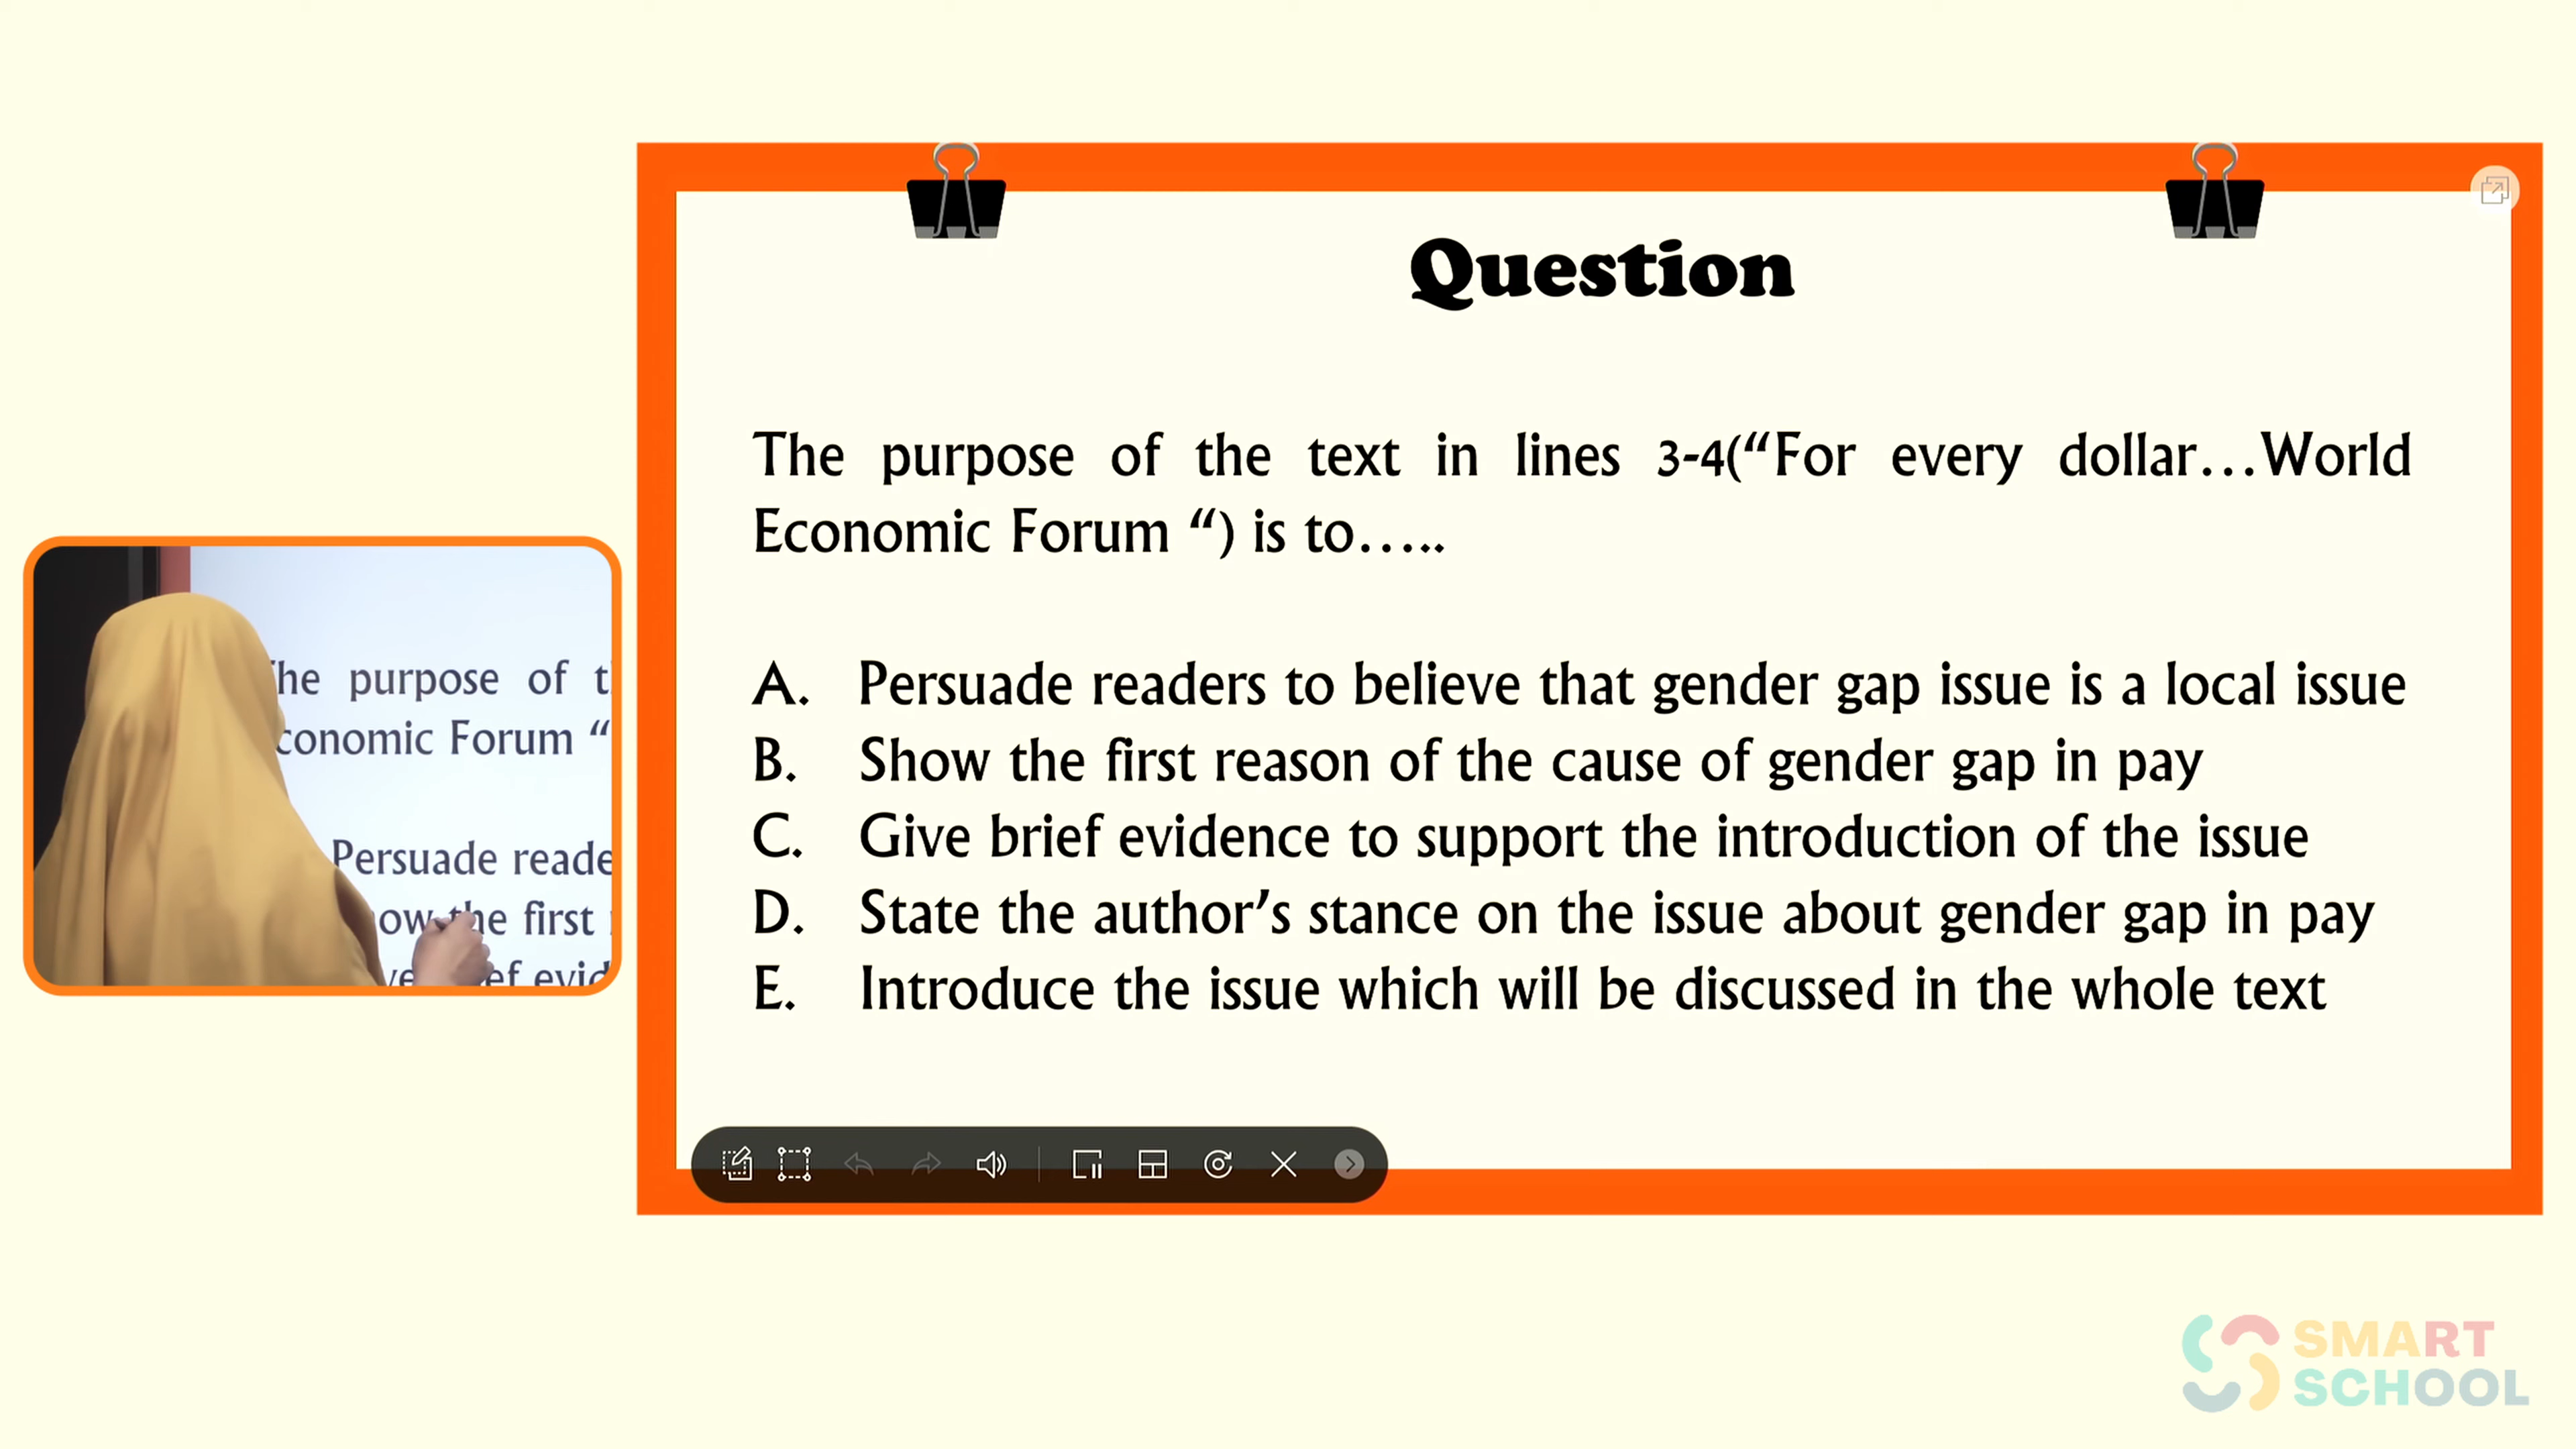 Question
The purpose of the text in lines 3-4(“For every dollar…World
Economic Forum “) is to…..
A. Persuade readers to believe that gender gap issue is a local issue
B. Show the first reason of the cause of gender gap in pay
C. Give brief evidence to support the introduction of the issue
D. State the author’s stance on the issue about gender gap in pay
E. Introduce the issue which will be discussed in the whole text
he purpose of t
conomic Forum “
Persuade reade
ow the first
ve ef evid
SMART
SCHOOL